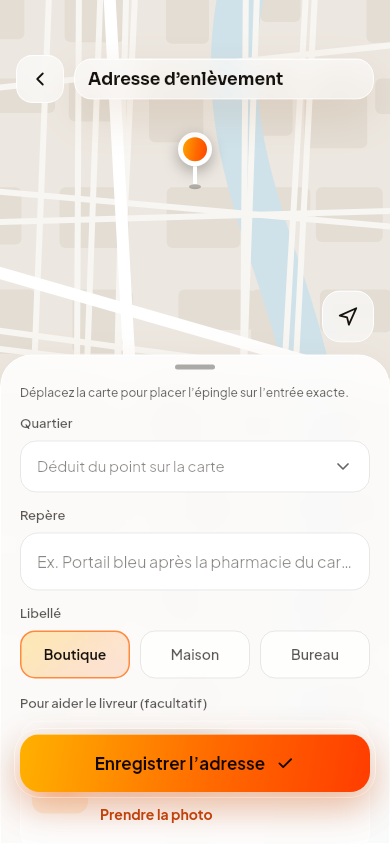 Adresse d’enlèvement
Déplacez la carte pour placer l’épingle sur l’entrée exacte.
Quartier
Déduit du point sur la carte
Repère
Ex. Portail bleu après la pharmacie du car...
Libellé
Boutique
Maison
Bureau
Pour aider le livreur (facultatif)
Enregistrer l’adresse
Prendre la photo